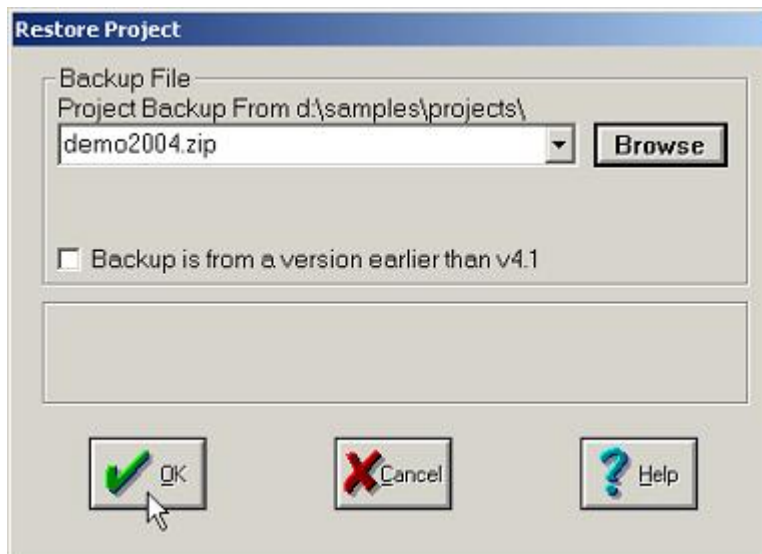 Restore Project
Backup File
Project Backup From d:\samples\projects\
demo2004.zip
Browse
Backup is from a version earlier than v4.1
OK
Cancel
Help